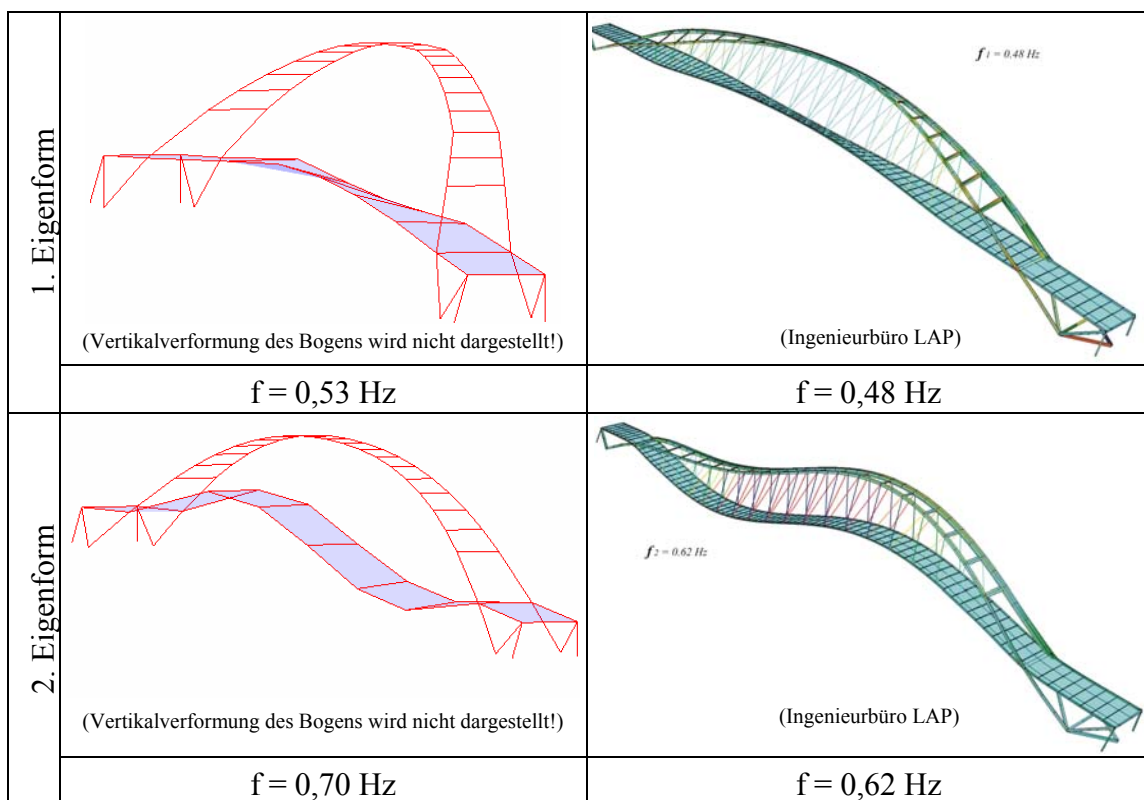 1. Eigenform
f1 = 0.48 Hz
(Vertikalverformung des Bogens wird nicht dargestellt!)
(Ingenieurbüro LAP)
f = 0,53 Hz
f = 0,48 Hz
2. Eigenform
f2 = 0.62 Hz
(Vertikalverformung des Bogens wird nicht dargestellt!)
(Ingenieurbüro LAP)
f = 0,70 Hz
f = 0,62 Hz